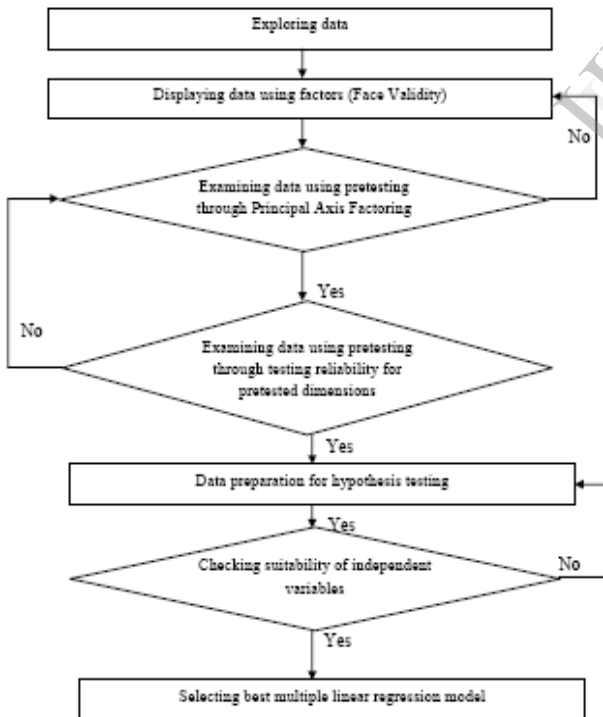 Exploring data
Displaying data using factors (Face Validity)
No
Examining data using pretesting
through Principal Axis Factoring
Yes
No
Examining data using pretesting
through testing reliability for
pretested dimensions
Yes
Data preparation for hypothesis testing
Yes
Checking suitability of independent
variables
No
Yes
Selecting best multiple linear regression model